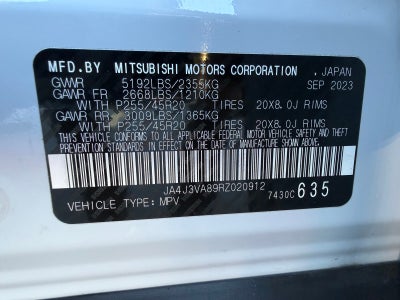 MFD.BY MITSUBISHI MOTORS CORPORATION . JAPAN
GVWR 5192LBS/2355KG SEP 2023
GAWR FR 2668LBS/1210KG
WITH P255/45R20 TIRES 20X8.0J RIMS
GAWR RR 3009LBS/1365KG
WITH P255/45R20 TIRES 20X8.0J RIMS
THIS VEHICLE CONFORMS TO ALL APPLICABLE FEDERAL MOTOR VEHICLE SAFETY AND THEFT
PREVENTION STANDARDS IN EFFECT ON THE DATE OF MANUFACTURE SHOWN ABOVE.
JA4J3VA89RZ020912
VEHICLE TYPE: MPV 7430C 635